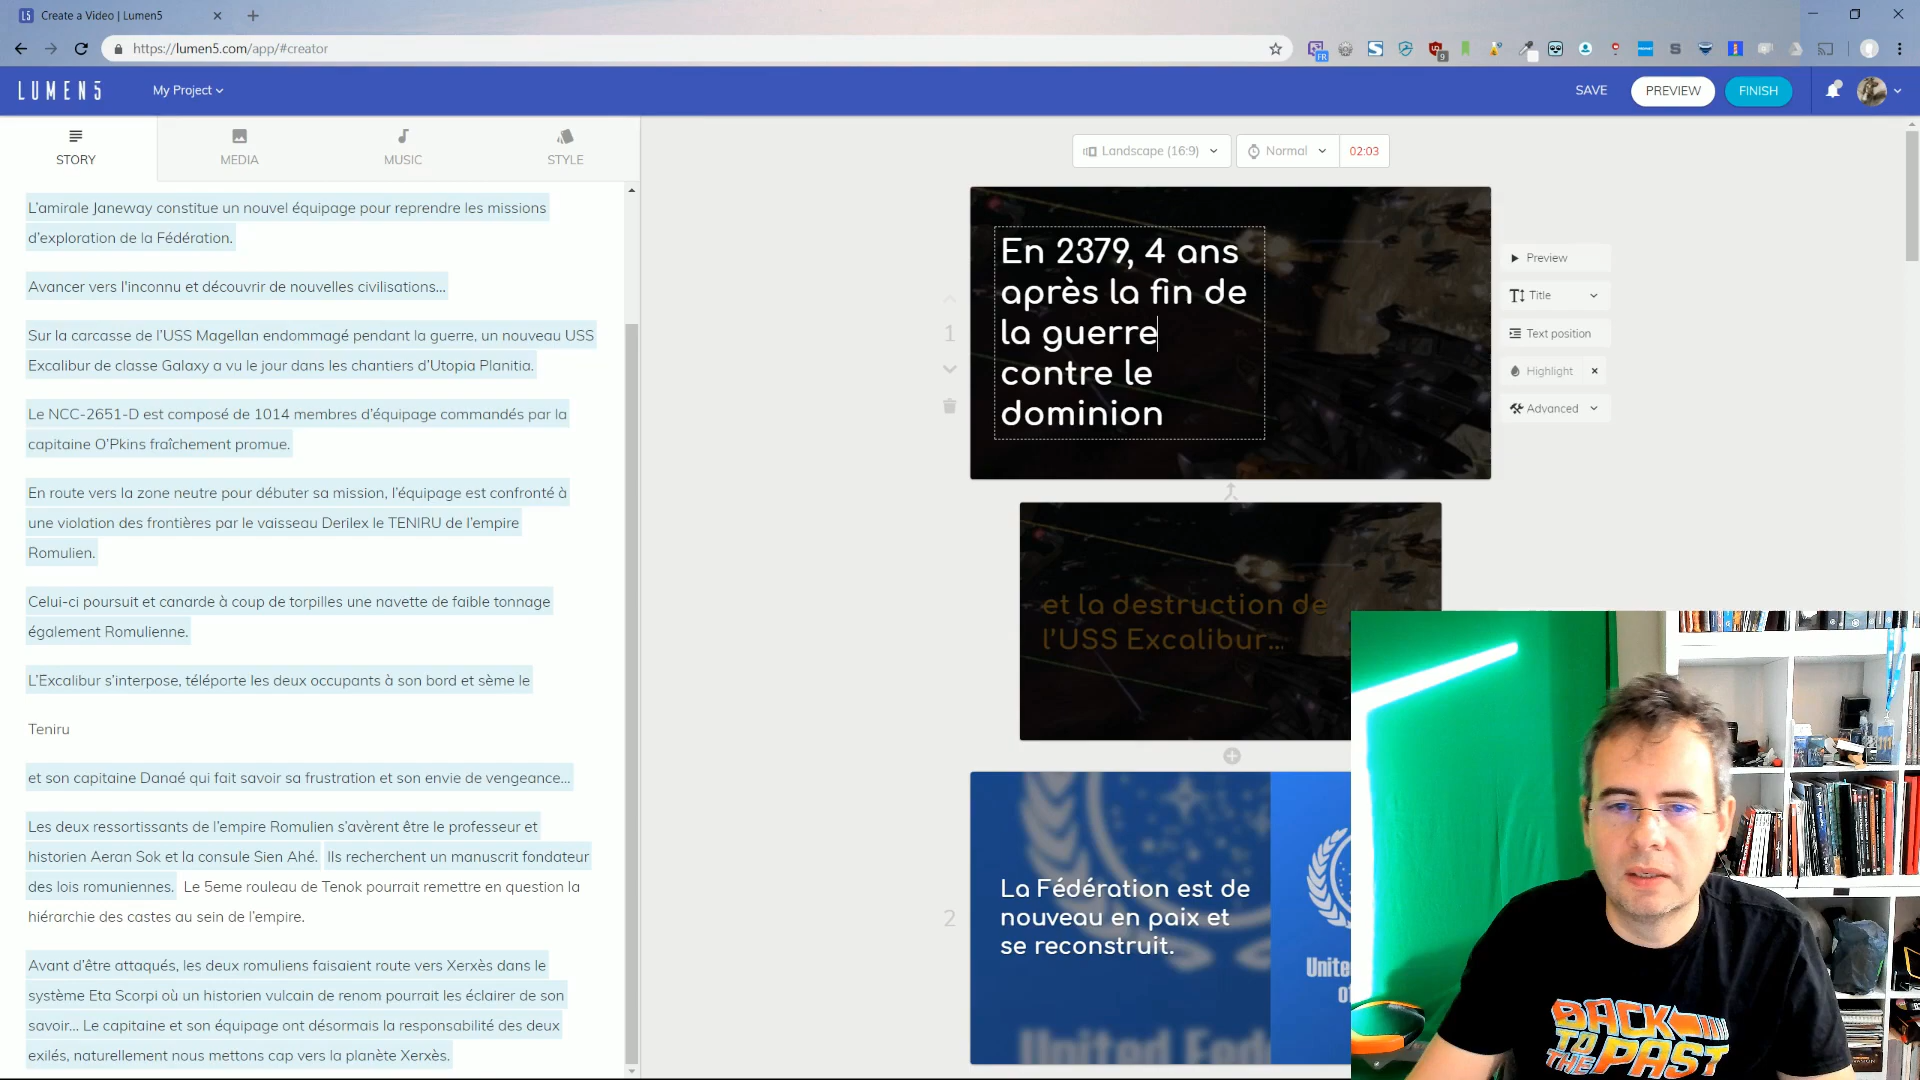 Create a Video | Lumen5
https://lumen5.com/app/#creator
FR
9
LUMEN5
My Project
SAVE
PREVIEW
FINISH
STORY
MEDIA
MUSIC
STYLE
Landscape (16:9)
Normal
02:03
L'amirale Janeway constitue un nouvel équipage pour reprendre les missions
d'exploration de la Fédération.
Avancer vers l'inconnu et découvrir de nouvelles civilisations...
Sur la carcasse de l'USS Magellan endommagé pendant la guerre, un nouveau USS
Excalibur de classe Galaxy a vu le jour dans les chantiers d'Utopia Planitia.
Le NCC-2651-D est composé de 1014 membres d'équipage commandés par la
capitaine O'Pkins fraîchement promue.
En route vers la zone neutre pour débuter sa mission, l'équipage est confronté à
une violation des frontières par le vaisseau Derilex le TENIRU de l'empire
Romulien.
Celui-ci poursuit et canarde à coup de torpilles une navette de faible tonnage
également Romulienne.
L'Excalibur s'interpose, téléporte les deux occupants à son bord et sème le
Teniru
et son capitaine Danaé qui fait savoir sa frustration et son envie de vengeance...
Les deux ressortissants de l'empire Romulien s'avèrent être le professeur et
historien Aeran Sok et la consule Sien Ahé. Ils recherchent un manuscrit fondateur
des lois romuniennes. Le 5eme rouleau de Tenok pourrait remettre en question la
hiérarchie des castes au sein de l'empire.
Avant d'être attaqués, les deux romuliens faisaient route vers Xerxès dans le
système Eta Scorpi où un historien vulcain de renom pourrait les éclairer de son
savoir... Le capitaine et son équipage ont désormais la responsabilité des deux
exilés, naturellement nous mettons cap vers la planète Xerxès.
1
En 2379, 4 ans
après la fin de
la guerre
contre le
dominion
Preview
Title
Text position
Highlight
Advanced
et la destruction de
l'USS Excalibur...
2
La Fédération est de
nouveau en paix et
se reconstruit.
United Fede
Unite
of
BACK
TO
THE PAST